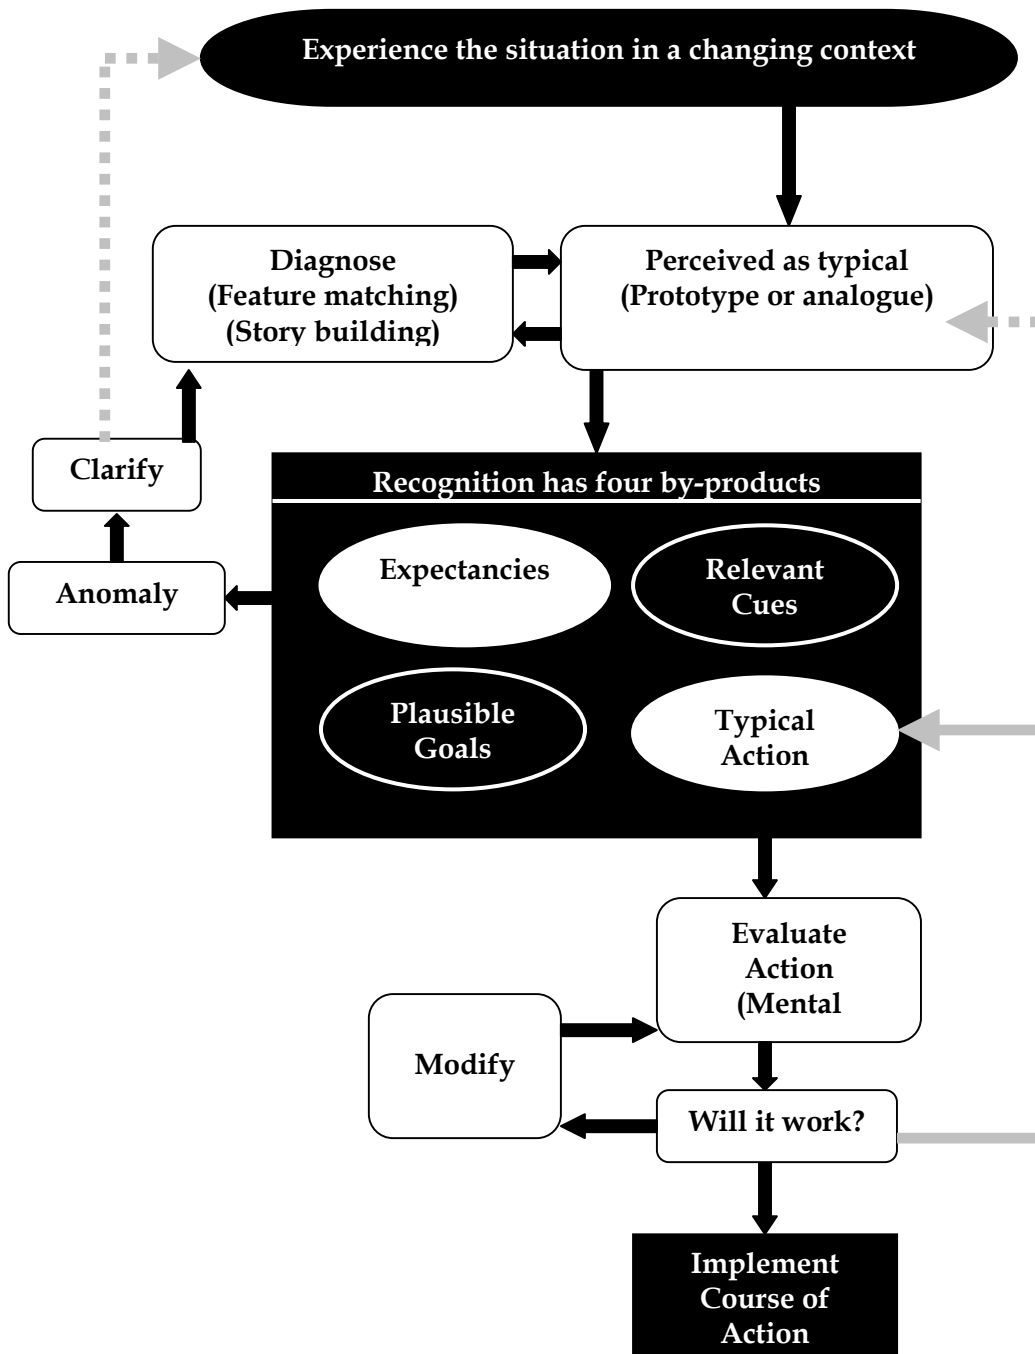 Experience the situation in a changing context
Diagnose
(Feature matching)
(Story building)
Perceived as typical
(Prototype or analogue)
Clarify
Recognition has four by-products
Expectancies
Relevant
Cues
Anomaly
Plausible
Goals
Typical
Action
Evaluate
Action
(Mental
Modify
Will it work?
Implement
Course of
Action